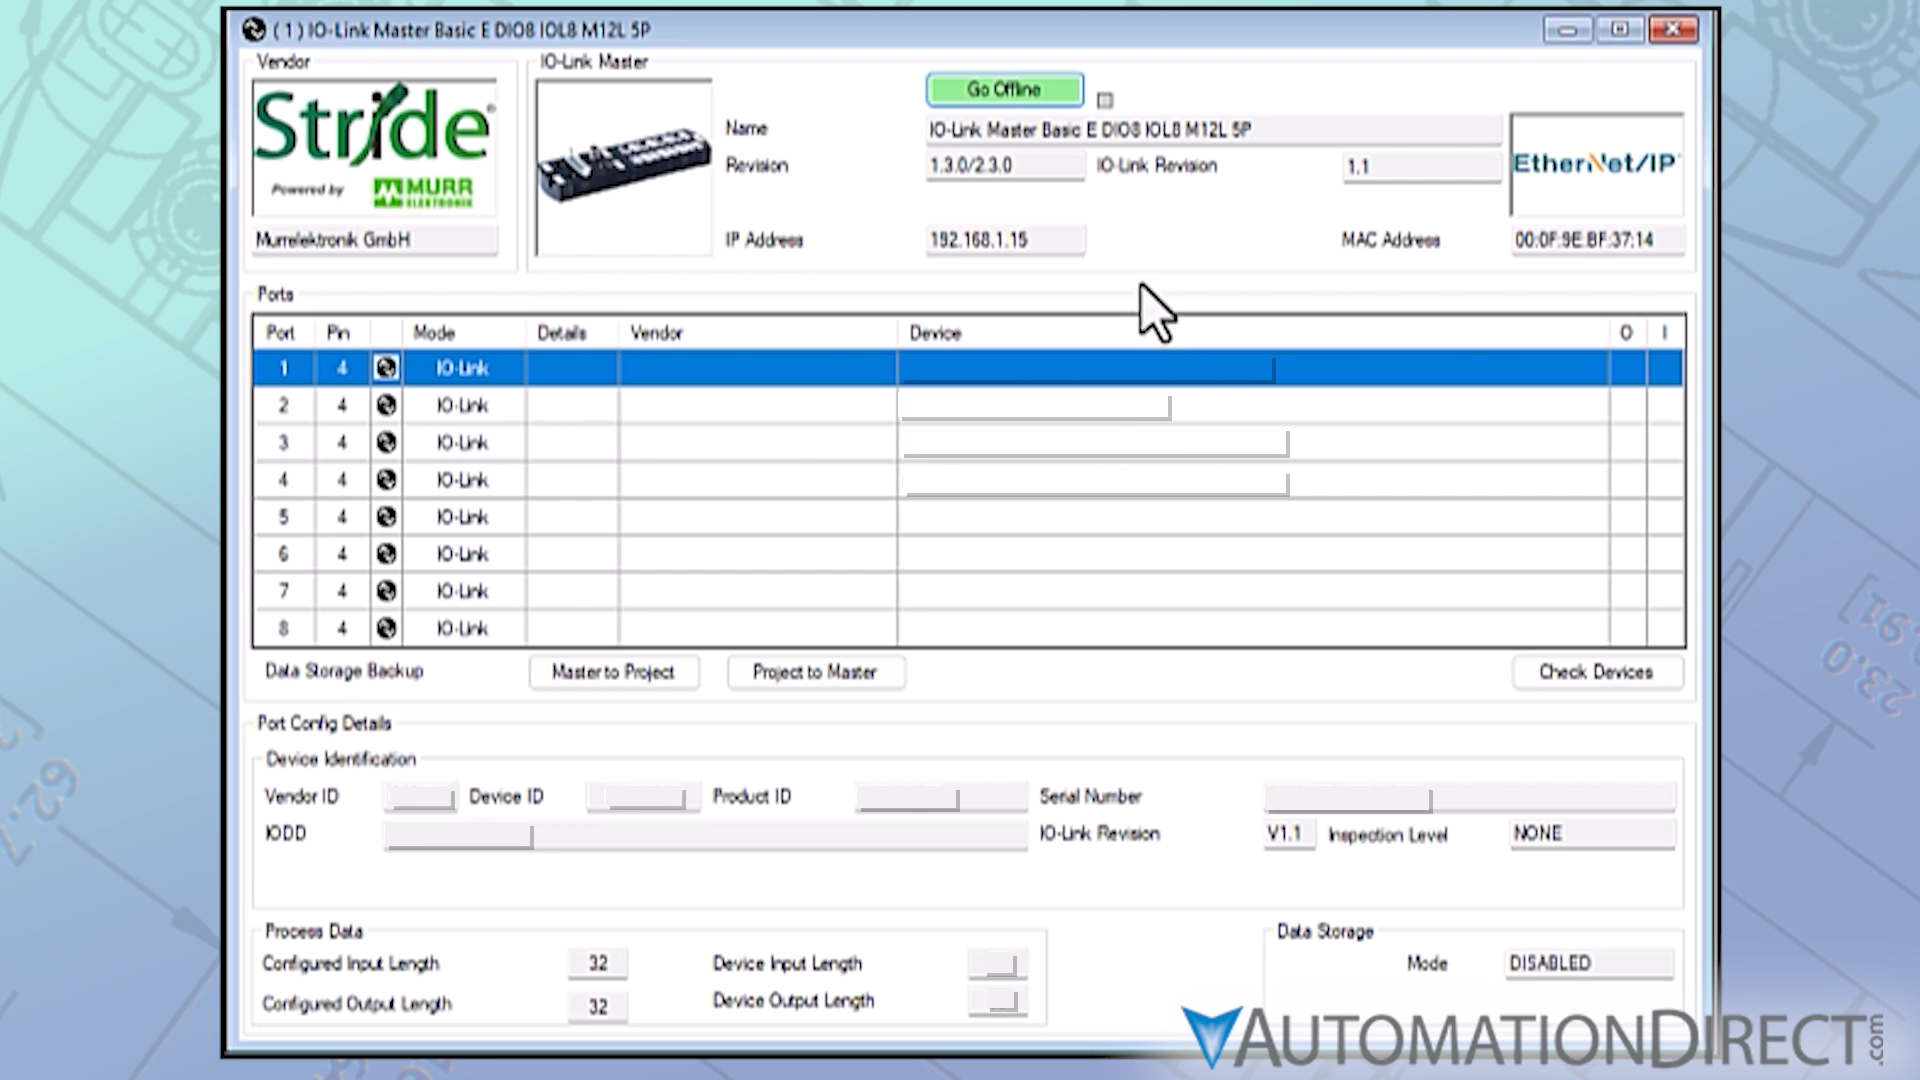 ( 1 ) IO-Link Master Basic E DIO8 IOL8 M12L 5P
Vendor
IO-Link Master
Stride®
Powered by MURR ELEKTRONIK
Murrelektronik GmbH
Go Offline
Name IO-Link Master Basic E DIO8 IOL8 M12L 5P
Revision 1.3.0/2.3.0 IO-Link Revision 1.1
EtherNet/IP
IP Address 192.168.1.15 MAC Address 00:0F:9E:BF:37:14
Ports
Port Pin Mode Details Vendor Device O I
1 4 IO-Link
2 4 IO-Link
3 4 IO-Link
4 4 IO-Link
5 4 IO-Link
6 4 IO-Link
7 4 IO-Link
8 4 IO-Link
Data Storage Backup Master to Project Project to Master Check Devices
Port Config Details
Device Identification
Vendor ID Device ID Product ID Serial Number
IODD IO-Link Revision V1.1 Inspection Level NONE
Process Data
Configured Input Length 32 Device Input Length
Configured Output Length 32 Device Output Length
Data Storage
Mode DISABLED
AUTOMATIONDIRECT.com
62.7
23.0